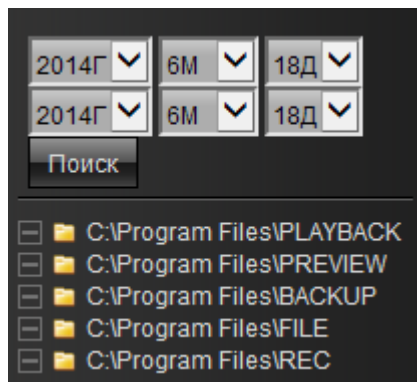 2014Г 6М 18Д
2014Г 6М 18Д
Поиск
C:\Program Files\PLAYBACK
C:\Program Files\PREVIEW
C:\Program Files\BACKUP
C:\Program Files\FILE
C:\Program Files\REC